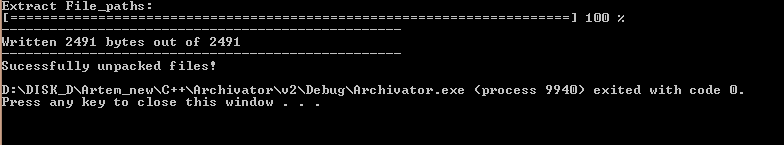 Extract File_paths:
[======================================================================] 100 %
--------------------------------------------------
Written 2491 bytes out of 2491
--------------------------------------------------
Sucessfully unpacked files!
D:\DISK_D\Artem_new\C++\Archivator\v2\Debug\Archivator.exe (process 9940) exited with code 0.
Press any key to close this window . . .